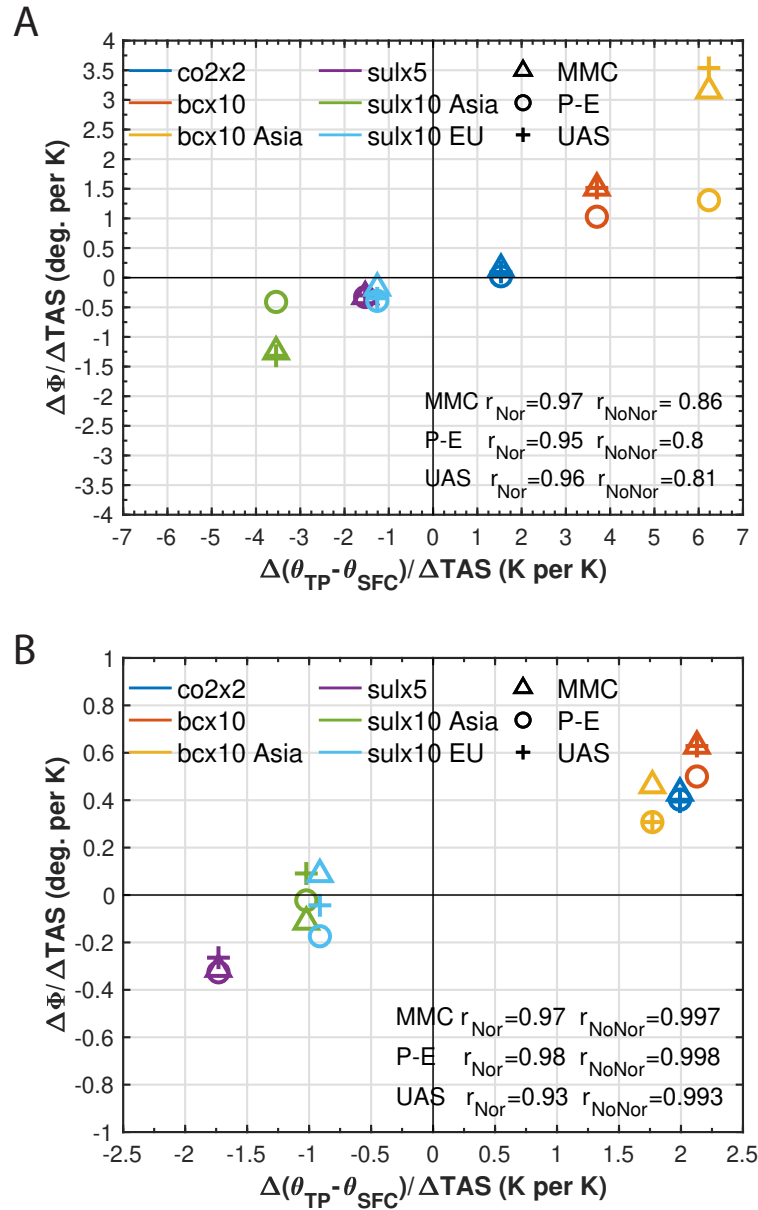 A
4
3.5
3
2.5
2
1.5
1
0.5
0
-0.5
-1
-1.5
-2
-2.5
-3
-3.5
-4
ΔΦ/ΔTAS (deg. per K)
co2x2 sulx5 MMC
bcx10 sulx10 Asia P-E
bcx10 Asia sulx10 EU UAS
MMC r_Nor=0.97 r_NoNor= 0.86
P-E r_Nor=0.95 r_NoNor=0.8
UAS r_Nor=0.96 r_NoNor=0.81
-7 -6 -5 -4 -3 -2 -1 0 1 2 3 4 5 6 7
Δ(θ_TP-θ_SFC)/ΔTAS (K per K)
B
1
0.8
0.6
0.4
0.2
0
-0.2
-0.4
-0.6
-0.8
-1
ΔΦ/ΔTAS (deg. per K)
co2x2 sulx5 MMC
bcx10 sulx10 Asia P-E
bcx10 Asia sulx10 EU UAS
MMC r_Nor=0.97 r_NoNor=0.997
P-E r_Nor=0.98 r_NoNor=0.998
UAS r_Nor=0.93 r_NoNor=0.993
-2.5 -2 -1.5 -1 -0.5 0 0.5 1 1.5 2 2.5
Δ(θ_TP-θ_SFC)/ΔTAS (K per K)